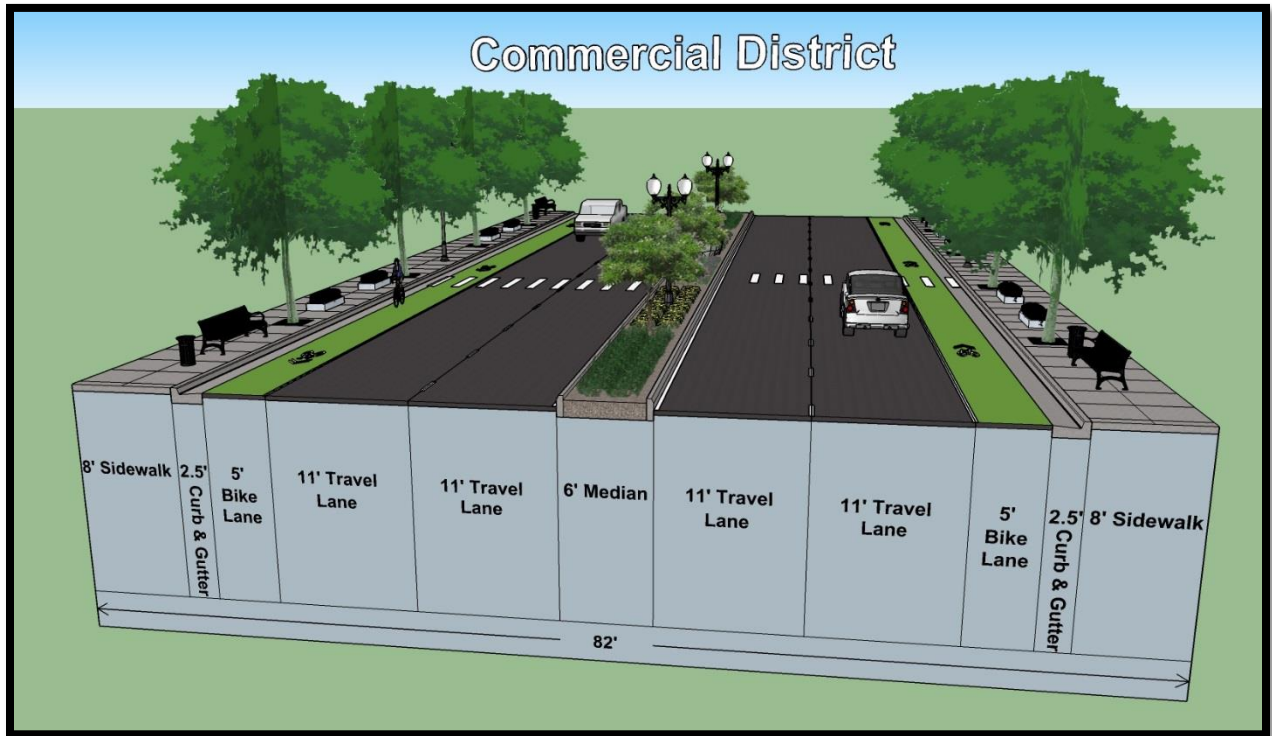 Commercial District
8' Sidewalk
2.5'
Curb & Gutter
5'
Bike
Lane
11' Travel
Lane
11' Travel
Lane
6' Median
11' Travel
Lane
11' Travel
Lane
5'
Bike
Lane
2.5'
Curb & Gutter
8' Sidewalk
82'